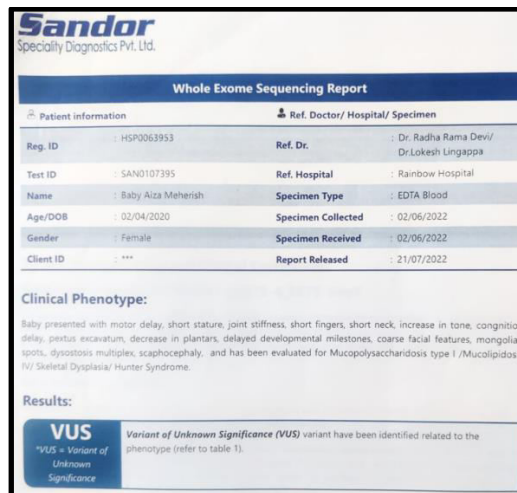 Sandor
Speciality Diagnostics Pvt. Ltd.
Whole Exome Sequencing Report
Patient information
Ref. Doctor/ Hospital/ Specimen
Reg. ID : HSP0063953 Ref. Dr. : Dr. Radha Rama Devi/
Dr.Lokesh Lingappa
Test ID : SAN0107395 Ref. Hospital : Rainbow Hospital
Name : Baby Aiza Meherish Specimen Type : EDTA Blood
Age/DOB : 02/04/2020 Specimen Collected : 02/06/2022
Gender : Female Specimen Received : 02/06/2022
Client ID : *** Report Released : 21/07/2022
Clinical Phenotype:
Baby presented with motor delay, short stature, joint stiffness, short fingers, short neck, increase in tone, congnitio
delay, pextus excavatum, decrease in plantars, delayed developmental milestones, coarse facial features, mongolia
spots, dysostosis multiplex, scaphocephaly, and has been evaluated for Mucopolysaccharidosis type I /Mucolipidos
IV/ Skeletal Dysplasia/ Hunter Syndrome.
Results:
VUS
*VUS = Variant of
Unknown
Significance
Variant of Unknown Significance (VUS) variant have been identified related to the
phenotype (refer to table 1).